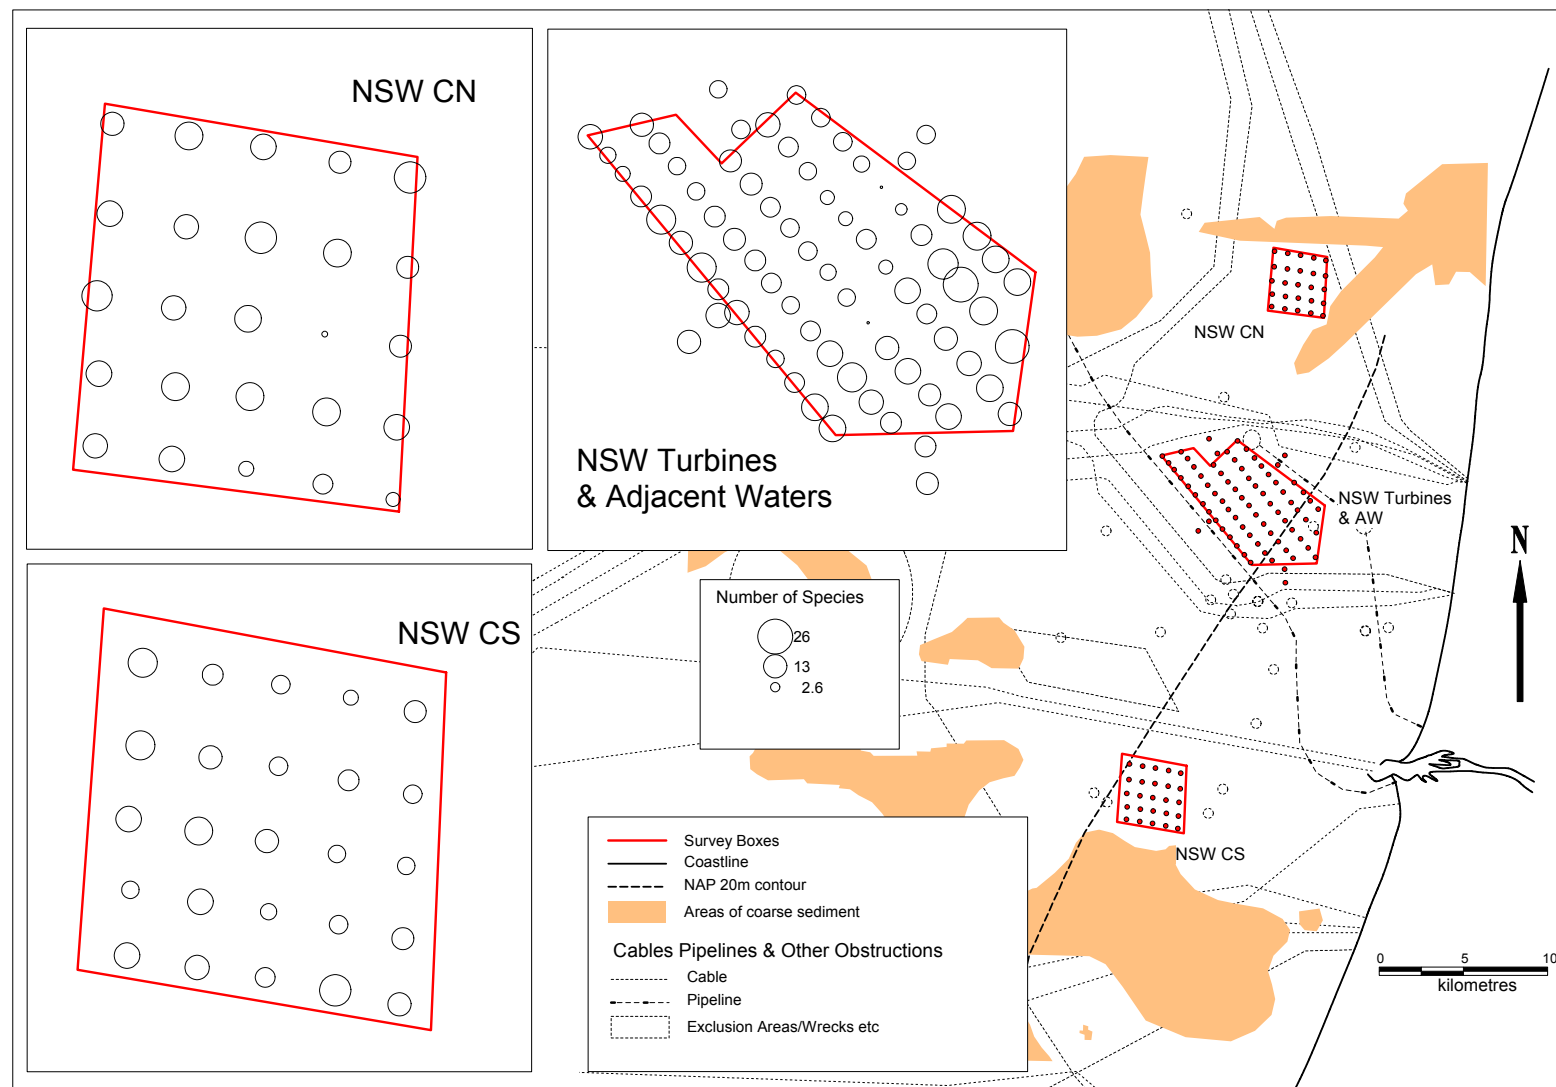 NSW CN
NSW Turbines
& Adjacent Waters
NSW CS
Number of Species
26
13
2.6
NSW CN
NSW Turbines
& AW
N
NSW CS
Survey Boxes
Coastline
NAP 20m contour
Areas of coarse sediment
Cables Pipelines & Other Obstructions
Cable
Pipeline
Exclusion Areas/Wrecks etc
0 5 10
kilometres